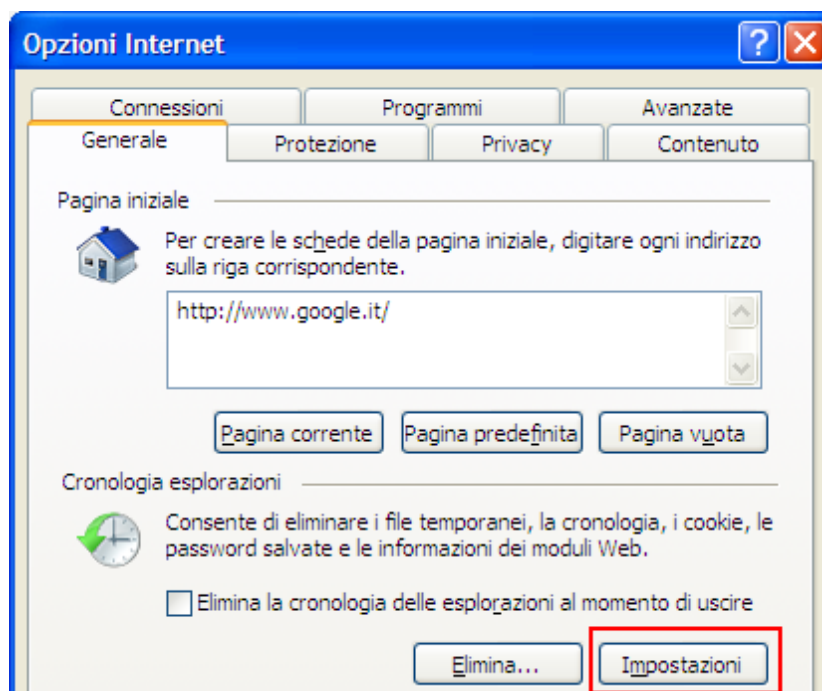 Opzioni Internet
Connessioni Programmi Avanzate
Generale Protezione Privacy Contenuto
Pagina iniziale
Per creare le schede della pagina iniziale, digitare ogni indirizzo
sulla riga corrispondente.
http://www.google.it/
Pagina corrente Pagina predefinita Pagina vuota
Cronologia esplorazioni
Consente di eliminare i file temporanei, la cronologia, i cookie, le
password salvate e le informazioni dei moduli Web.
Elimina la cronologia delle esplorazioni al momento di uscire
Elimina... Impostazioni